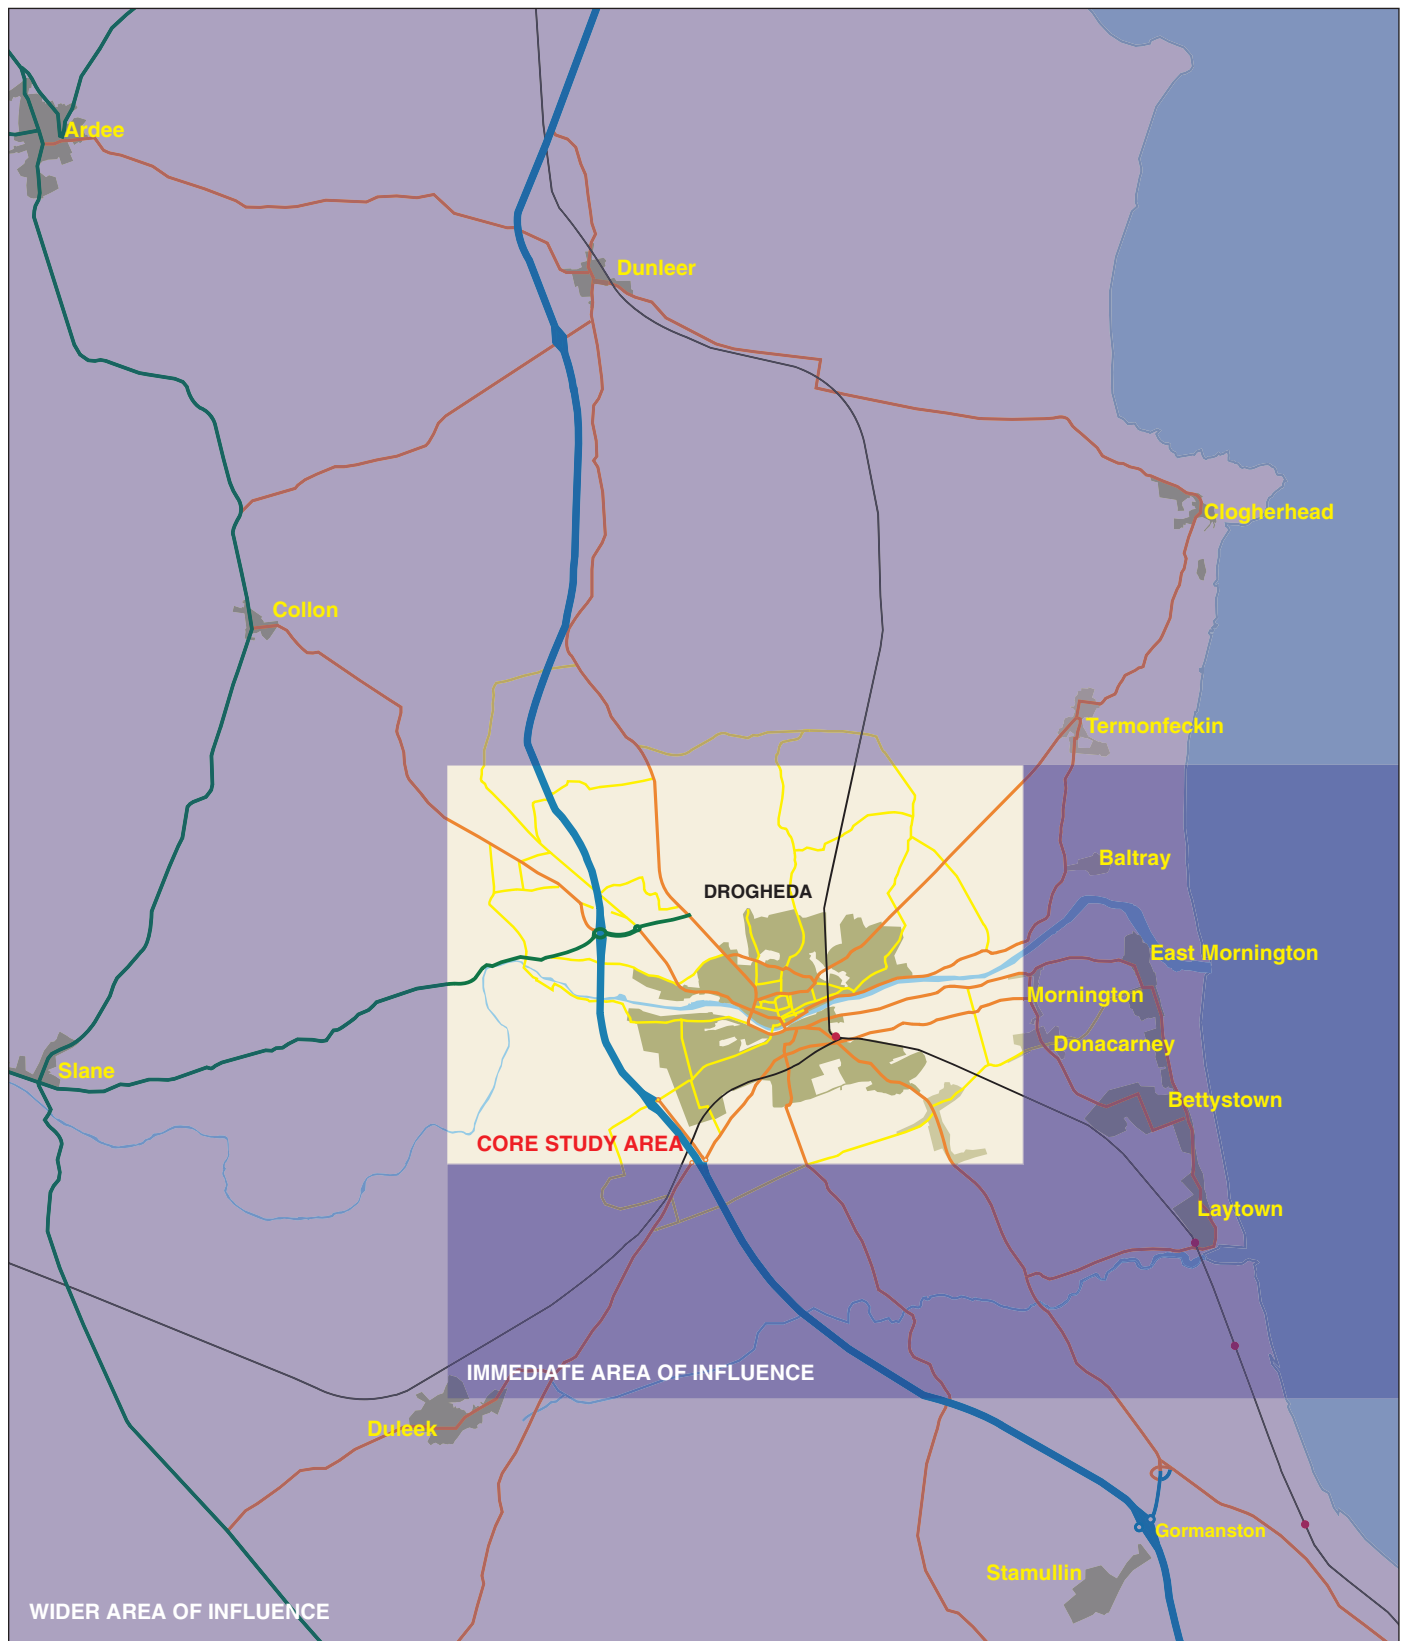 Ardee
Dunleer
Clogherhead
Collon
Termonfeckin
Baltray
DROGHEDA
East Mornington
Mornington
Donacarney
Slane
Bettystown
CORE STUDY AREA
Laytown
IMMEDIATE AREA OF INFLUENCE
Duleek
Gormanston
Stamullin
WIDER AREA OF INFLUENCE